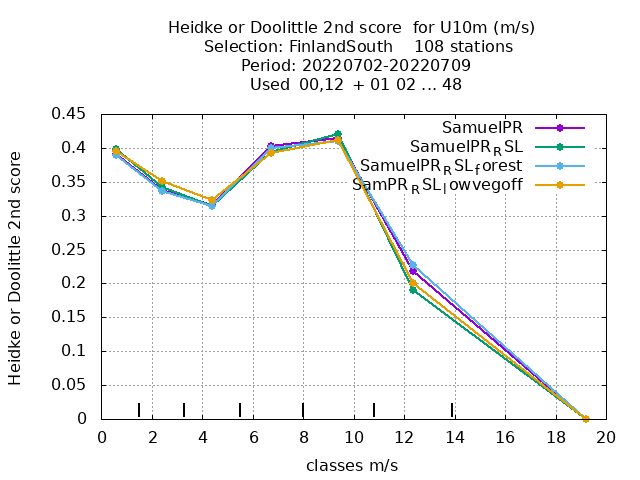 Heidke or Doolittle 2nd score  for U10m (m/s)
Selection: FinlandSouth    108 stations
Period: 20220702-20220709
Used  00,12  + 01 02 ... 48
SamuelPR
SamuelPR_RSL
SamuelPR_RSL_forest
SamPR_RSL_lowvegoff
Heidke or Doolittle 2nd score
0.45
0.4
0.35
0.3
0.25
0.2
0.15
0.1
0.05
0
0 2 4 6 8 10 12 14 16 18 20
classes m/s